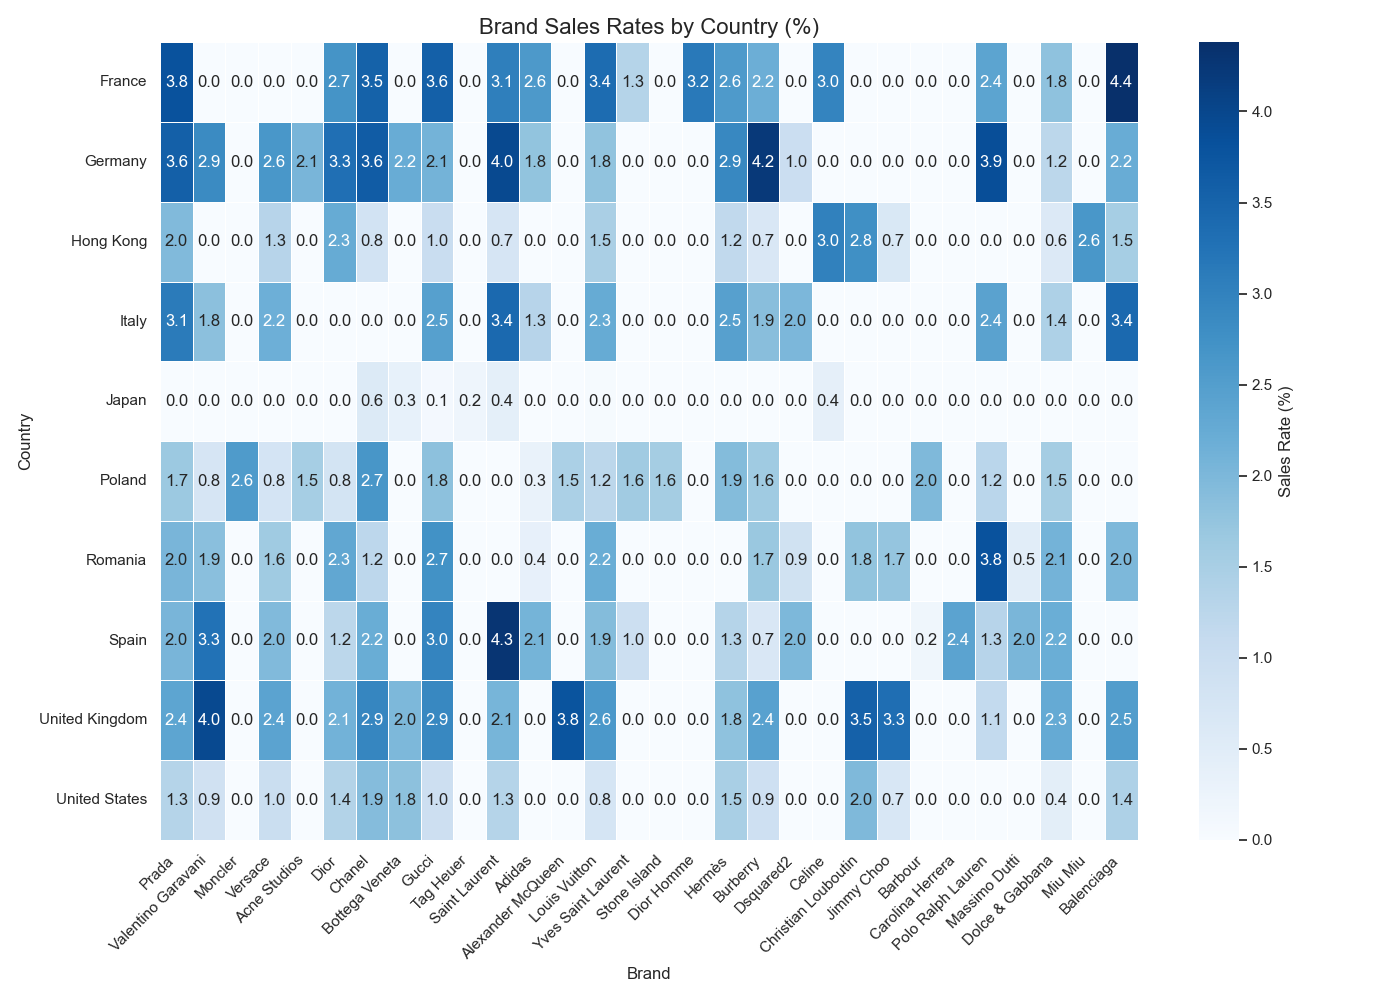 Brand Sales Rates by Country (%)
France 3.8 0.0 0.0 0.0 0.0 2.7 3.5 0.0 3.6 0.0 3.1 2.6 0.0 3.4 1.3 0.0 3.2 2.6 2.2 0.0 3.0 0.0 0.0 0.0 0.0 2.4 0.0 1.8 0.0 4.4
Germany 3.6 2.9 0.0 2.6 2.1 3.3 3.6 2.2 2.1 0.0 4.0 1.8 0.0 1.8 0.0 0.0 0.0 2.9 4.2 1.0 0.0 0.0 0.0 0.0 0.0 3.9 0.0 1.2 0.0 2.2
Hong Kong 2.0 0.0 0.0 1.3 0.0 2.3 0.8 0.0 1.0 0.0 0.7 0.0 0.0 1.5 0.0 0.0 0.0 1.2 0.7 0.0 3.0 2.8 0.7 0.0 0.0 0.0 0.0 0.6 2.6 1.5
Italy 3.1 1.8 0.0 2.2 0.0 0.0 0.0 0.0 2.5 0.0 3.4 1.3 0.0 2.3 0.0 0.0 0.0 2.5 1.9 2.0 0.0 0.0 0.0 0.0 0.0 2.4 0.0 1.4 0.0 3.4
Japan 0.0 0.0 0.0 0.0 0.0 0.0 0.6 0.3 0.1 0.2 0.4 0.0 0.0 0.0 0.0 0.0 0.0 0.0 0.0 0.0 0.4 0.0 0.0 0.0 0.0 0.0 0.0 0.0 0.0 0.0
Poland 1.7 0.8 2.6 0.8 1.5 0.8 2.7 0.0 1.8 0.0 0.0 0.3 1.5 1.2 1.6 1.6 0.0 1.9 1.6 0.0 0.0 0.0 0.0 2.0 0.0 1.2 0.0 1.5 0.0 0.0
Romania 2.0 1.9 0.0 1.6 0.0 2.3 1.2 0.0 2.7 0.0 0.0 0.4 0.0 2.2 0.0 0.0 0.0 0.0 1.7 0.9 0.0 1.8 1.7 0.0 0.0 3.8 0.5 2.1 0.0 2.0
Spain 2.0 3.3 0.0 2.0 0.0 1.2 2.2 0.0 3.0 0.0 4.3 2.1 0.0 1.9 1.0 0.0 0.0 1.3 0.7 2.0 0.0 0.0 0.0 0.2 2.4 1.3 2.0 2.2 0.0 0.0
United Kingdom 2.4 4.0 0.0 2.4 0.0 2.1 2.9 2.0 2.9 0.0 2.1 0.0 3.8 2.6 0.0 0.0 0.0 1.8 2.4 0.0 0.0 3.5 3.3 0.0 0.0 1.1 0.0 2.3 0.0 2.5
United States 1.3 0.9 0.0 1.0 0.0 1.4 1.9 1.8 1.0 0.0 1.3 0.0 0.0 0.8 0.0 0.0 0.0 1.5 0.9 0.0 0.0 2.0 0.7 0.0 0.0 0.0 0.0 0.4 0.0 1.4
Country
Prada
Valentino Garavani
Moncler
Versace
Acne Studios
Dior
Chanel
Bottega Veneta
Gucci
Tag Heuer
Saint Laurent
Adidas
Alexander McQueen
Louis Vuitton
Yves Saint Laurent
Stone Island
Dior Homme
Hermès
Burberry
Dsquared2
Celine
Christian Louboutin
Jimmy Choo
Barbour
Carolina Herrera
Polo Ralph Lauren
Massimo Dutti
Dolce & Gabbana
Miu Miu
Balenciaga
Brand
4.0
3.5
3.0
2.5
2.0
1.5
1.0
0.5
0.0
Sales Rate (%)